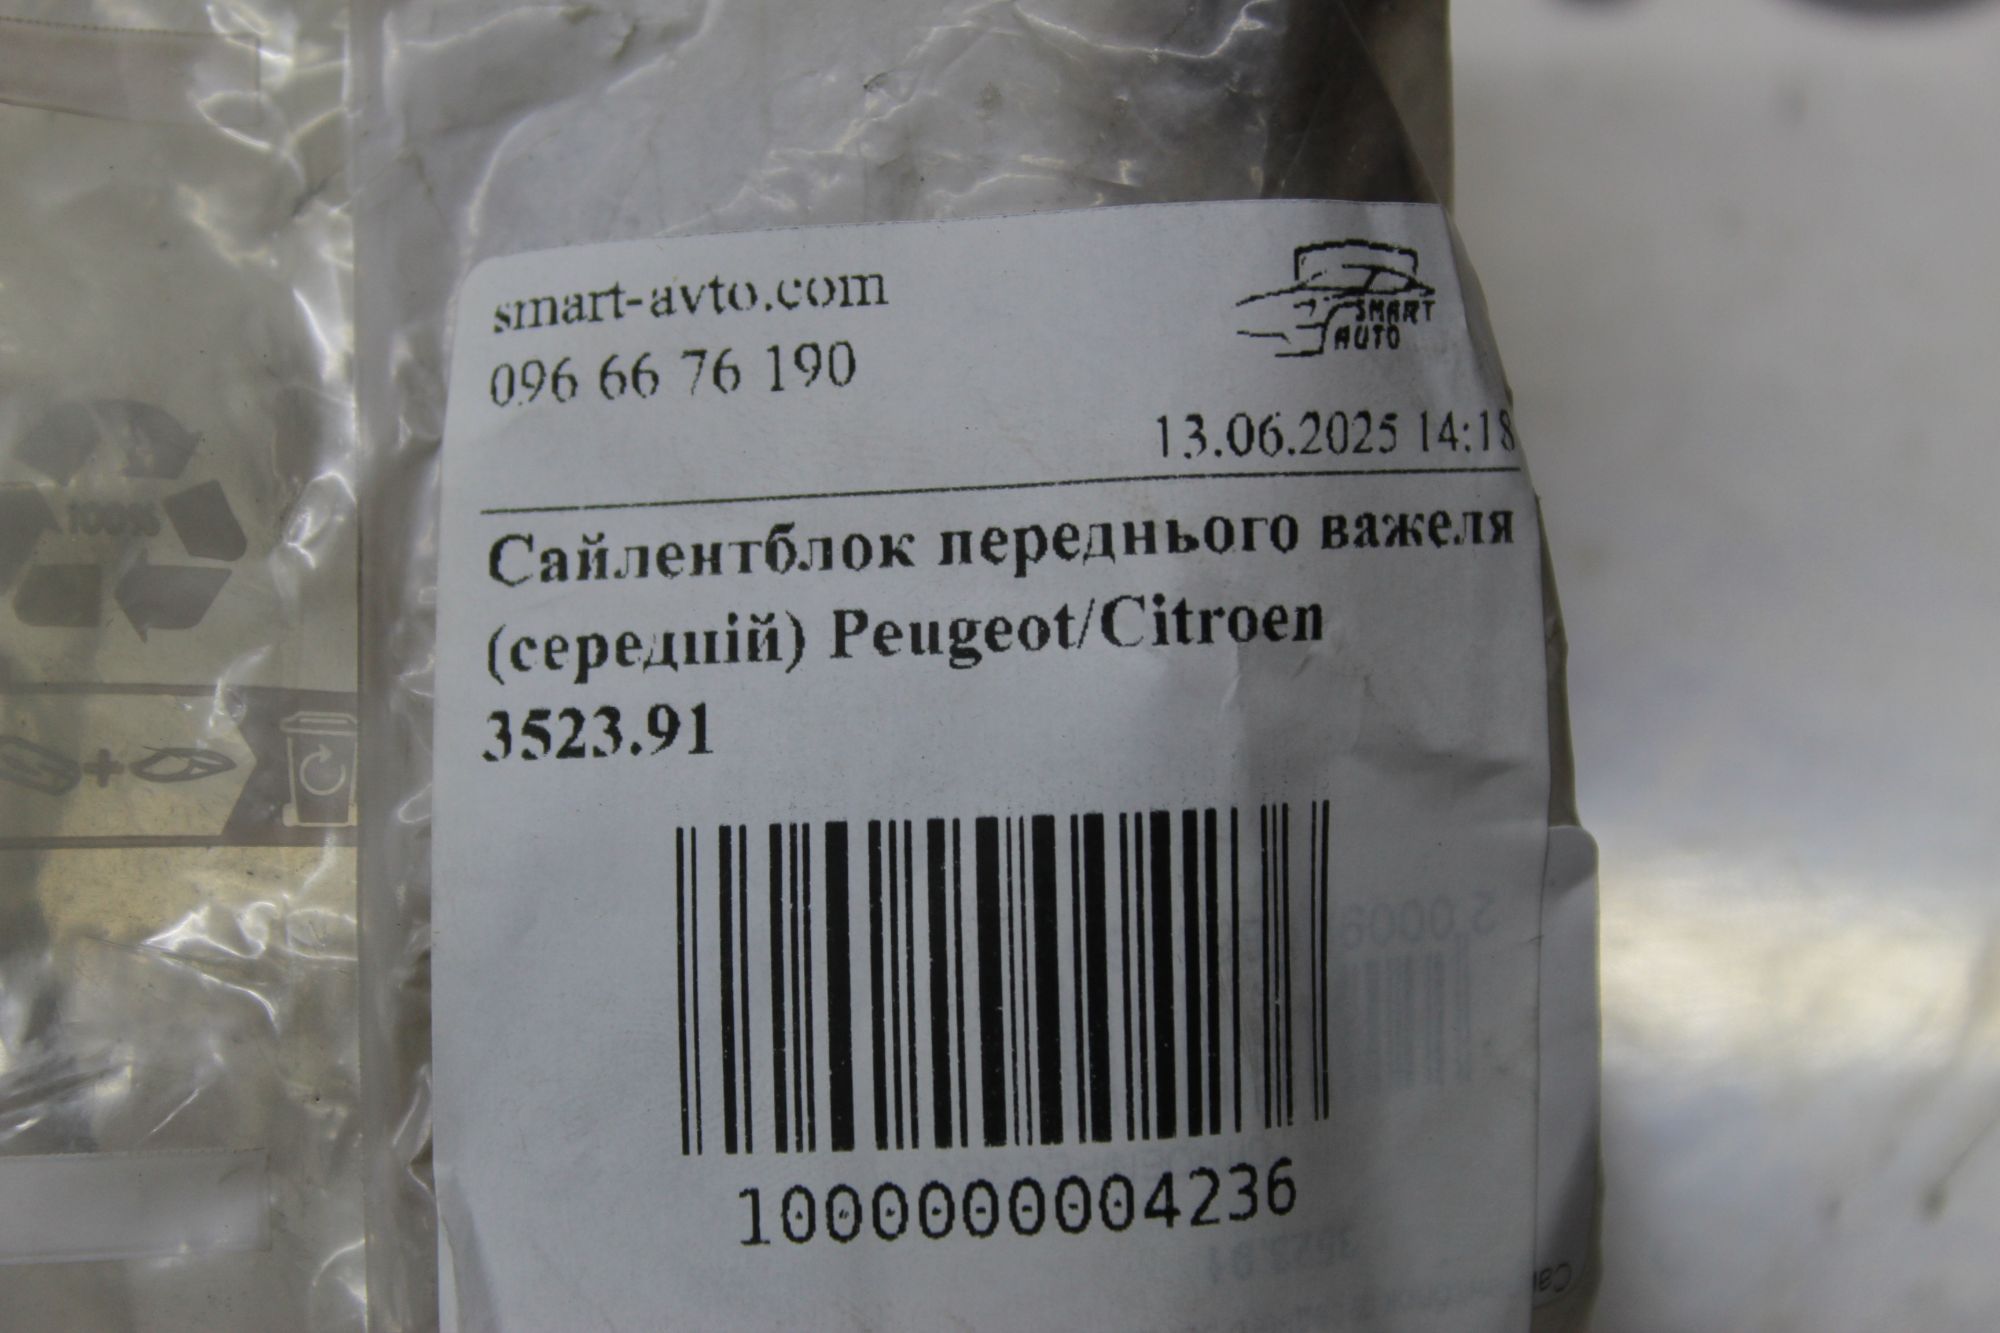 smart-avto.com
096 66 76 190
SMART
AUTO
13.06.2025 14:18
Сайлентблок переднього важеля
(середній) Peugeot/Citroen
3523.91
1000000004236
100%